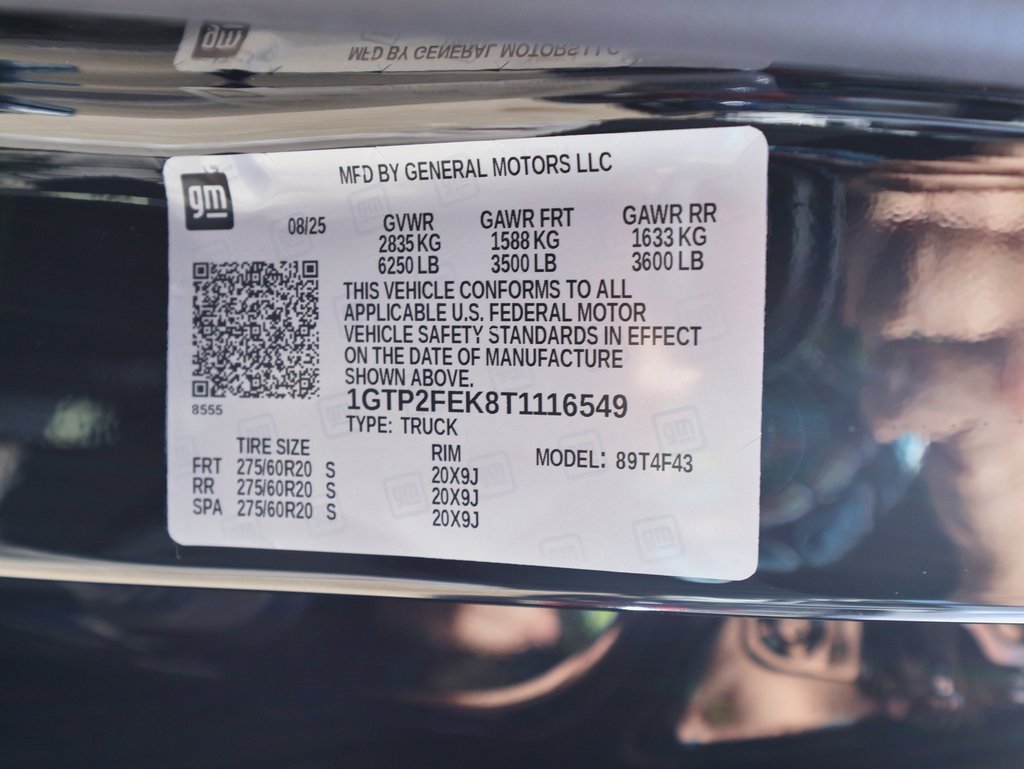 MFD BY GENERAL MOTORS LLC
gm
MFD BY GENERAL MOTORS LLC
08/25
GVWR GAWR FRT GAWR RR
2835 KG 1588 KG 1633 KG
6250 LB 3500 LB 3600 LB
THIS VEHICLE CONFORMS TO ALL
APPLICABLE U.S. FEDERAL MOTOR
VEHICLE SAFETY STANDARDS IN EFFECT
ON THE DATE OF MANUFACTURE
SHOWN ABOVE.
8555
1GTP2FEK8T1116549
TYPE: TRUCK
TIRE SIZE RIM MODEL: 89T4F43
FRT 275/60R20 S 20X9J
RR 275/60R20 S 20X9J
SPA 275/60R20 S 20X9J